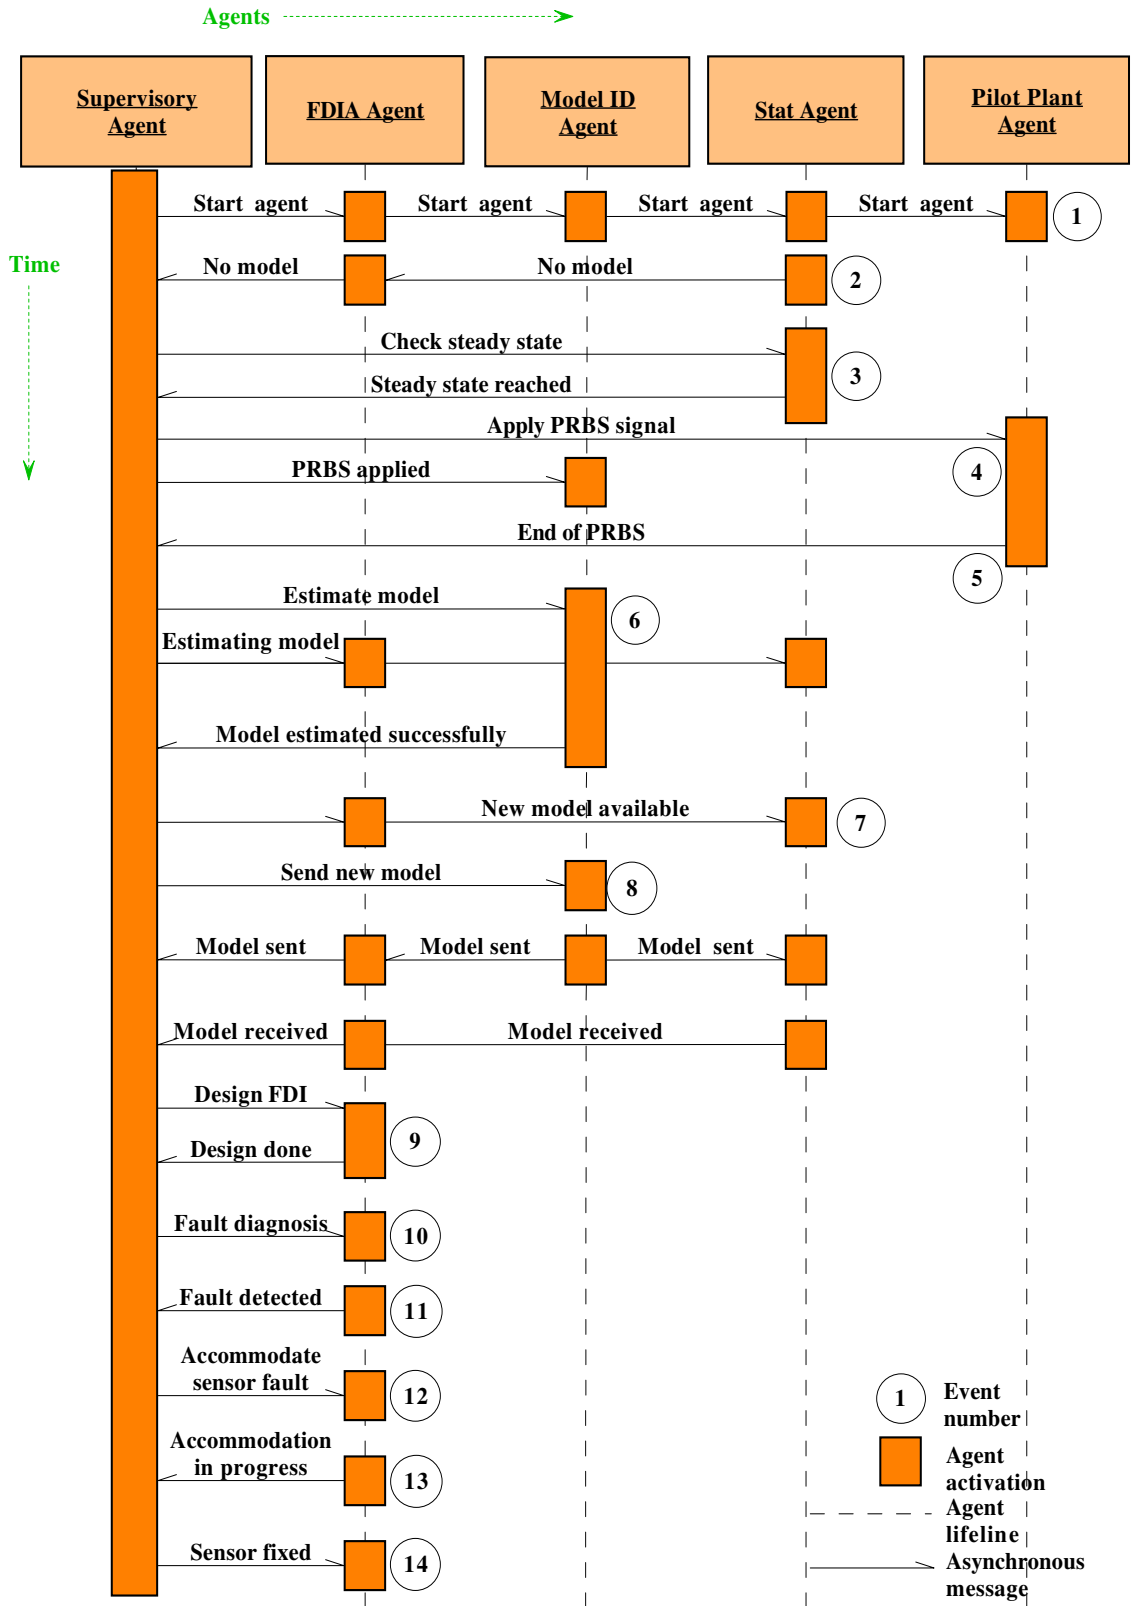 Agents
Supervisory
Agent
FDIA Agent
Model ID
Agent
Stat Agent
Pilot Plant
Agent
Start agent
Start agent
Start agent
Start agent
1
Time
No model
No model
2
Check steady state
Steady state reached
3
Apply PRBS signal
4
PRBS applied
End of PRBS
5
Estimate model
6
Estimating model
Model estimated successfully
New model available
7
Send new model
8
Model sent
Model sent
Model sent
Model received
Model received
Design FDI
9
Design done
Fault diagnosis
10
Fault detected
11
Accommodate
sensor fault
12
Accommodation
in progress
13
Sensor fixed
14
1
Event
number
Agent
activation
Agent
lifeline
Asynchronous
message